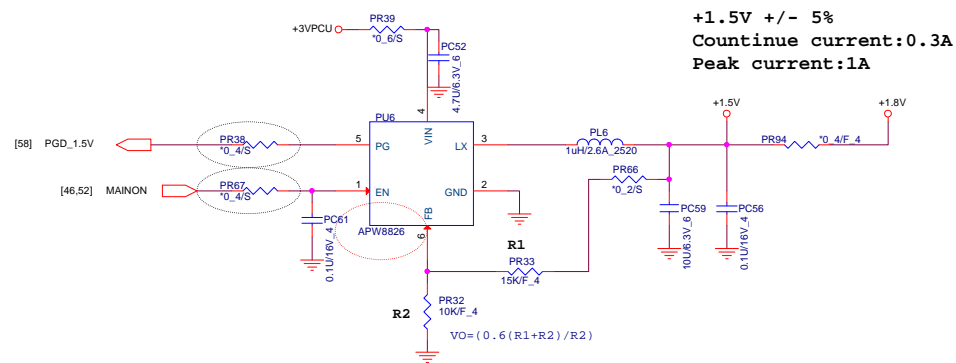 +1.5V +/- 5%
Countinue current:0.3A
Peak current:1A
PR39
+3VPCU
*0_6/S
PC52
4.7U/6.3V_6
+1.5V
+1.8V
4
PU6
VIN
[58] PGD_1.5V
PR38
*0_4/S
5
PG
LX
3
PL6
1uH/2.6A_2520
PR94
*0_4/F_4
PR66
*0_2/S
[46,52] MAINON
PR67
*0_4/S
1
EN
GND
2
PC61
0.1U/16V_4
FB
APW8826
6
PC59
10U/6.3V_6
PC56
0.1U/16V_4
R1
PR33
15K/F_4
R2
PR32
10K/F_4
VO=(0.6(R1+R2)/R2)